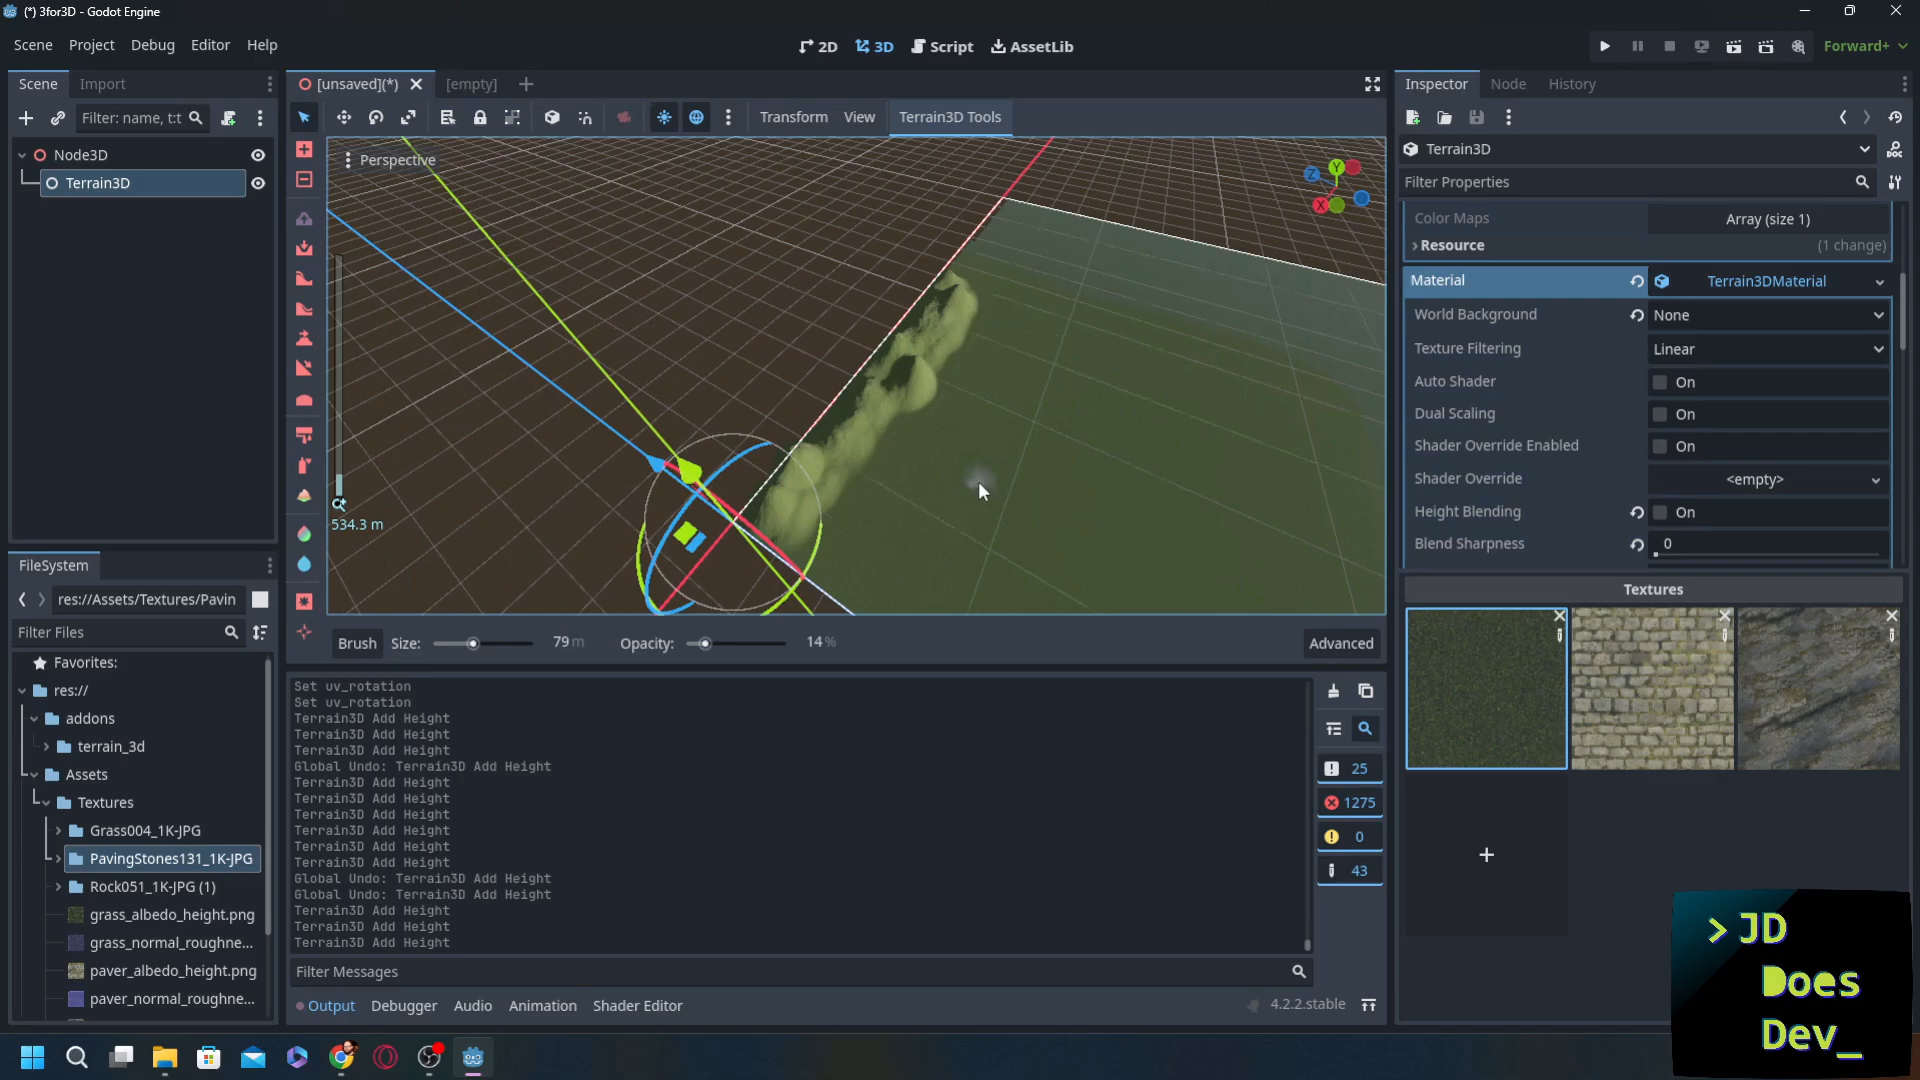 (*) 3for3D - Godot Engine
Scene Project Debug Editor Help
2D 3D Script AssetLib
Forward+
Scene Import
Filter: name, t:t
Node3D
Terrain3D
[unsaved](*) [empty]
Transform View Terrain3D Tools
Perspective
Y
Z
X
534.3 m
Brush Size: 79 m Opacity: 14 % Advanced
FileSystem
res://Assets/Textures/Pavin
Filter Files
Favorites:
res://
addons
terrain_3d
Assets
Textures
Grass004_1K-JPG
PavingStones131_1K-JPG
Rock051_1K-JPG (1)
grass_albedo_height.png
grass_normal_roughne...
paver_albedo_height.png
paver_normal_roughne...
Set uv_rotation
Set uv_rotation
Terrain3D Add Height
Terrain3D Add Height
Terrain3D Add Height
Global Undo: Terrain3D Add Height
Terrain3D Add Height
Terrain3D Add Height
Terrain3D Add Height
Terrain3D Add Height
Terrain3D Add Height
Terrain3D Add Height
Global Undo: Terrain3D Add Height
Global Undo: Terrain3D Add Height
Terrain3D Add Height
Terrain3D Add Height
Terrain3D Add Height
25
1275
0
43
Filter Messages
Output Debugger Audio Animation Shader Editor
4.2.2.stable
Inspector Node History
Terrain3D
DOC
Filter Properties
Color Maps Array (size 1)
Resource (1 change)
Material Terrain3DMaterial
World Background None
Texture Filtering Linear
Auto Shader On
Dual Scaling On
Shader Override Enabled On
Shader Override <empty>
Height Blending On
Blend Sharpness 0
Textures
>JD
Does
Dev_